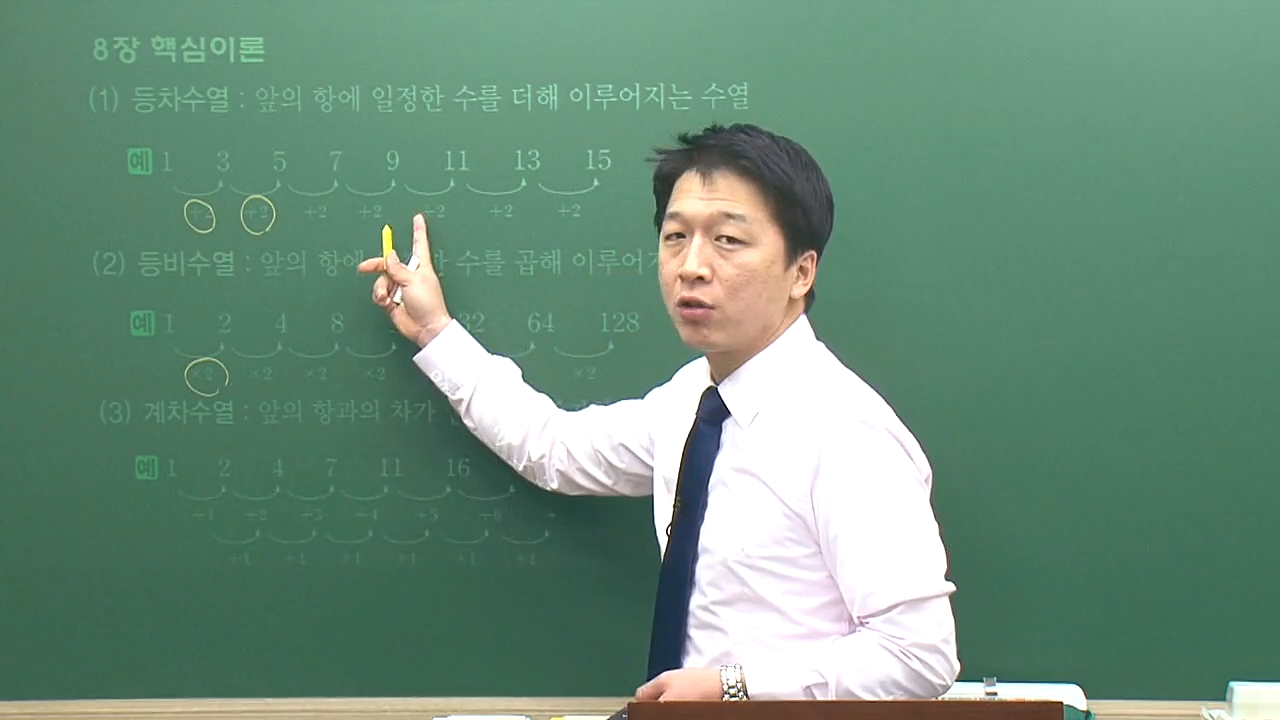 8장 핵심이론
(1) 등차수열 : 앞의 항에 일정한 수를 더해 이루어지는 수열
예 1 3 5 7 9 11 13 15
+2 +2 +2 +2 +2 +2 +2
(2) 등비수열 : 앞의 항에 한 수를 곱해 이루어
예 1 2 4 8 32 64 128
×2 ×2 ×2 ×2 ×2
(3) 계차수열 : 앞의 항과의 차가
예 1 2 4 7 11 16
+1 +2 +3 +4 +5 +6
+1 +1 +1 +1 +1 +1